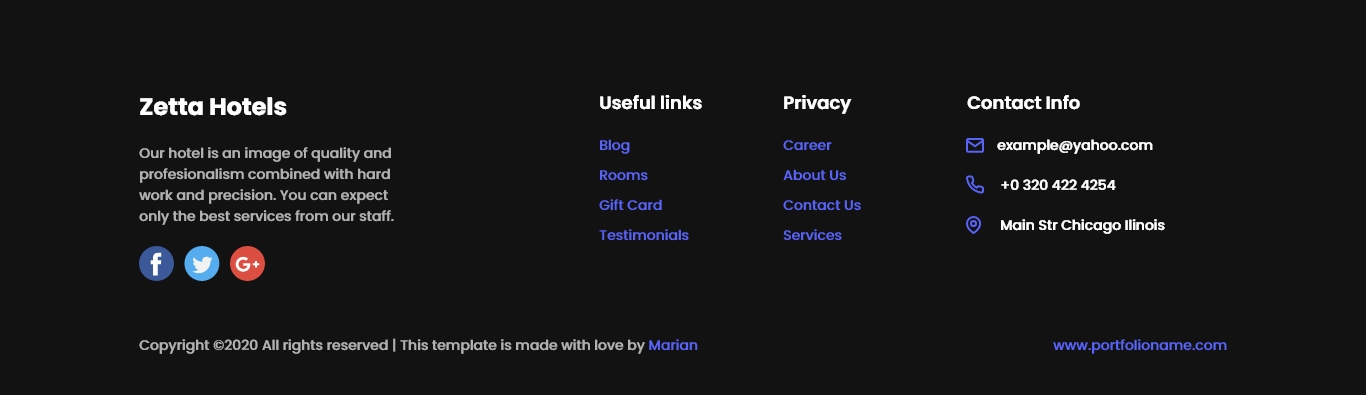 Zetta Hotels
Our hotel is an image of quality and
profesionalism combined with hard
work and precision. You can expect
only the best services from our staff.
Useful links
Blog
Rooms
Gift Card
Testimonials
Privacy
Career
About Us
Contact Us
Services
Contact Info
example@yahoo.com
+0 320 422 4254
Main Str Chicago Ilinois
Copyright ©2020 All rights reserved | This template is made with love by Marian
www.portfolioname.com